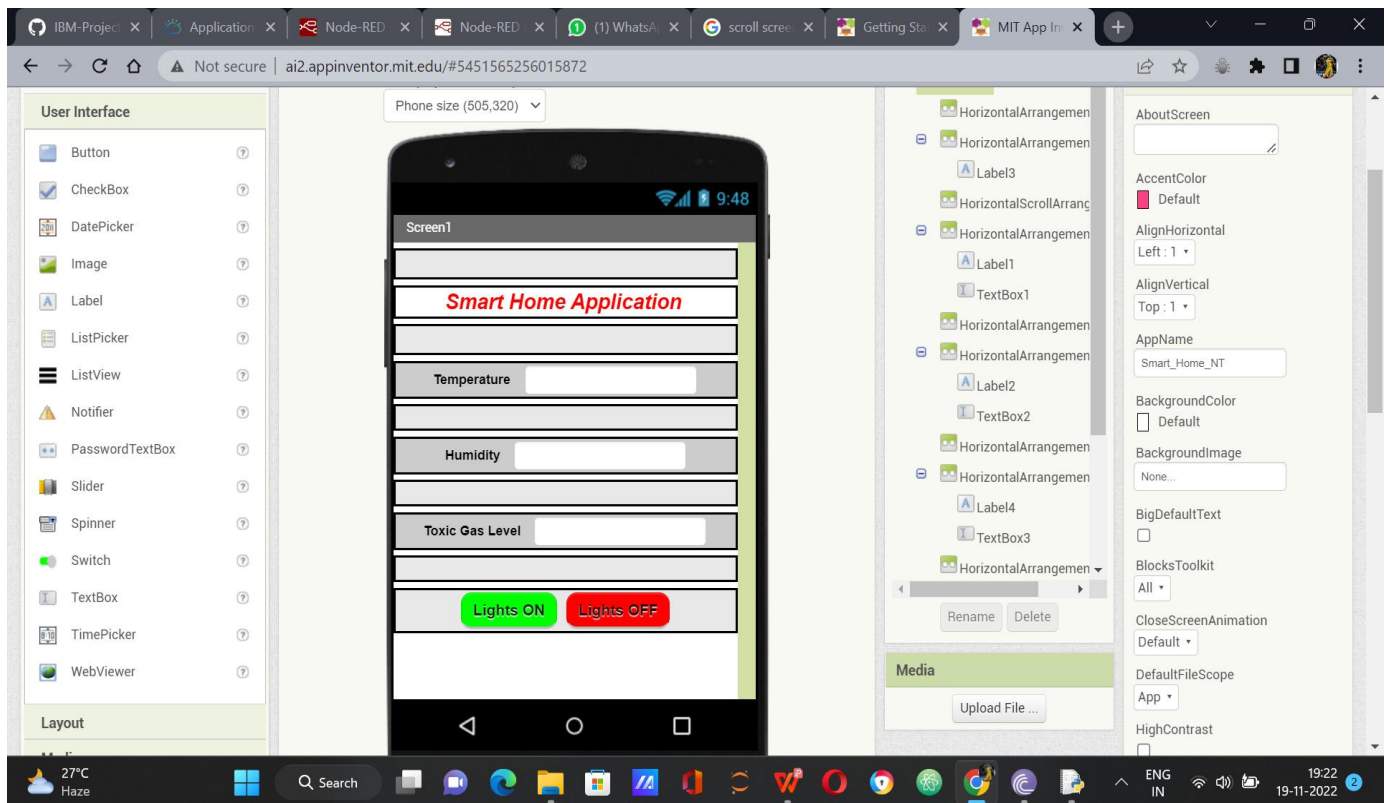 IBM-Project
Application
Node-RED
Node-RED
(1) WhatsA
scroll scree
Getting Sta
MIT App In
Not secure
ai2.appinventor.mit.edu/#5451565256015872
User Interface
Button
CheckBox
DatePicker
Image
Label
ListPicker
ListView
Notifier
PasswordTextBox
Slider
Spinner
Switch
TextBox
TimePicker
WebViewer
Layout
Phone size (505,320)
9:48
Screen1
Smart Home Application
Temperature
Humidity
Toxic Gas Level
Lights ON
Lights OFF
HorizontalArrangemen
HorizontalArrangemen
Label3
HorizontalScrollArrang
HorizontalArrangemen
Label1
TextBox1
HorizontalArrangemen
HorizontalArrangemen
Label2
TextBox2
HorizontalArrangemen
HorizontalArrangemen
Label4
TextBox3
HorizontalArrangemen
Rename
Delete
Media
Upload File ...
AboutScreen
AccentColor
Default
AlignHorizontal
Left : 1
AlignVertical
Top : 1
AppName
Smart_Home_NT
BackgroundColor
Default
BackgroundImage
None...
BigDefaultText
BlocksToolkit
All
CloseScreenAnimation
Default
DefaultFileScope
App
HighContrast
27°C
Haze
Search
ENG
IN
19:22
19-11-2022
2